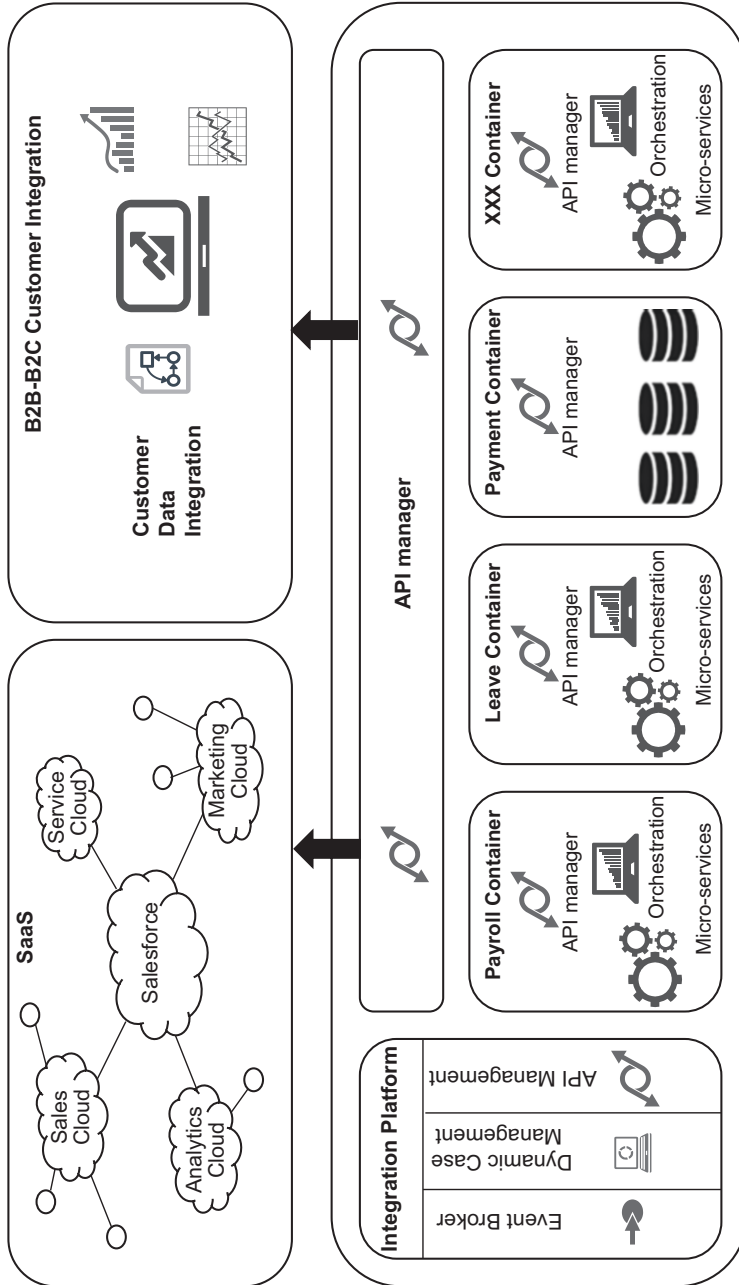 SaaS
Sales
Cloud
Service
Cloud
Salesforce
Analytics
Cloud
Marketing
Cloud
B2B-B2C Customer Integration
Customer
Data
Integration
Integration Platform
Event Broker
Dynamic Case
Management
API Management
API manager
Payroll Container
API manager
Orchestration
Micro-services
Leave Container
API manager
Orchestration
Micro-services
Payment Container
API manager
XXX Container
API manager
Orchestration
Micro-services